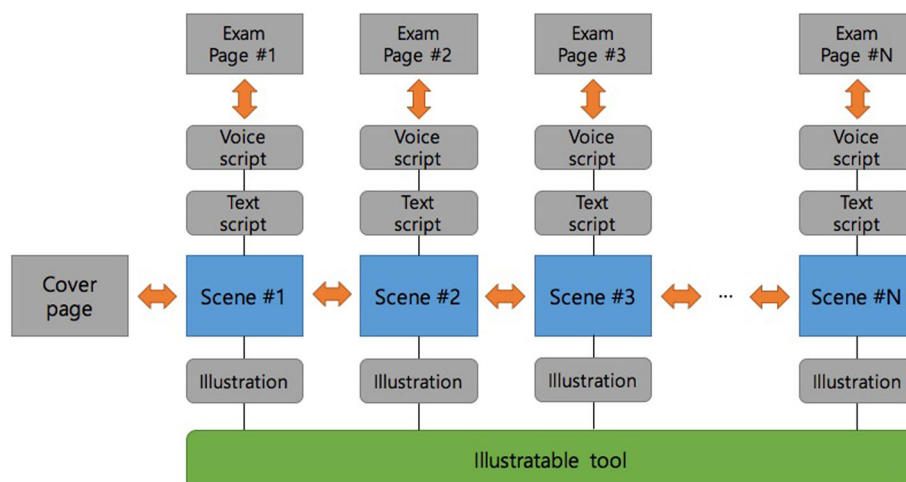 Exam
Page #1
Exam
Page #2
Exam
Page #3
Exam
Page #N
Voice
script
Voice
script
Voice
script
Voice
script
Text
script
Text
script
Text
script
Text
script
Cover
page
Scene #1
Scene #2
Scene #3
...
Scene #N
Illustration
Illustration
Illustration
Illustration
Illustratable tool